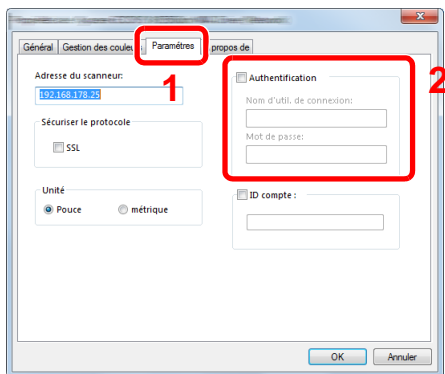 Général
Gestion des couleu
Paramètres
propos de
1
2
Adresse du scanneur:
192.168.178.25
Sécuriser le protocole
SSL
Unité
Pouce
métrique
Authentification
Nom d'util. de connexion:
Mot de passe:
ID compte :
OK
Annuler